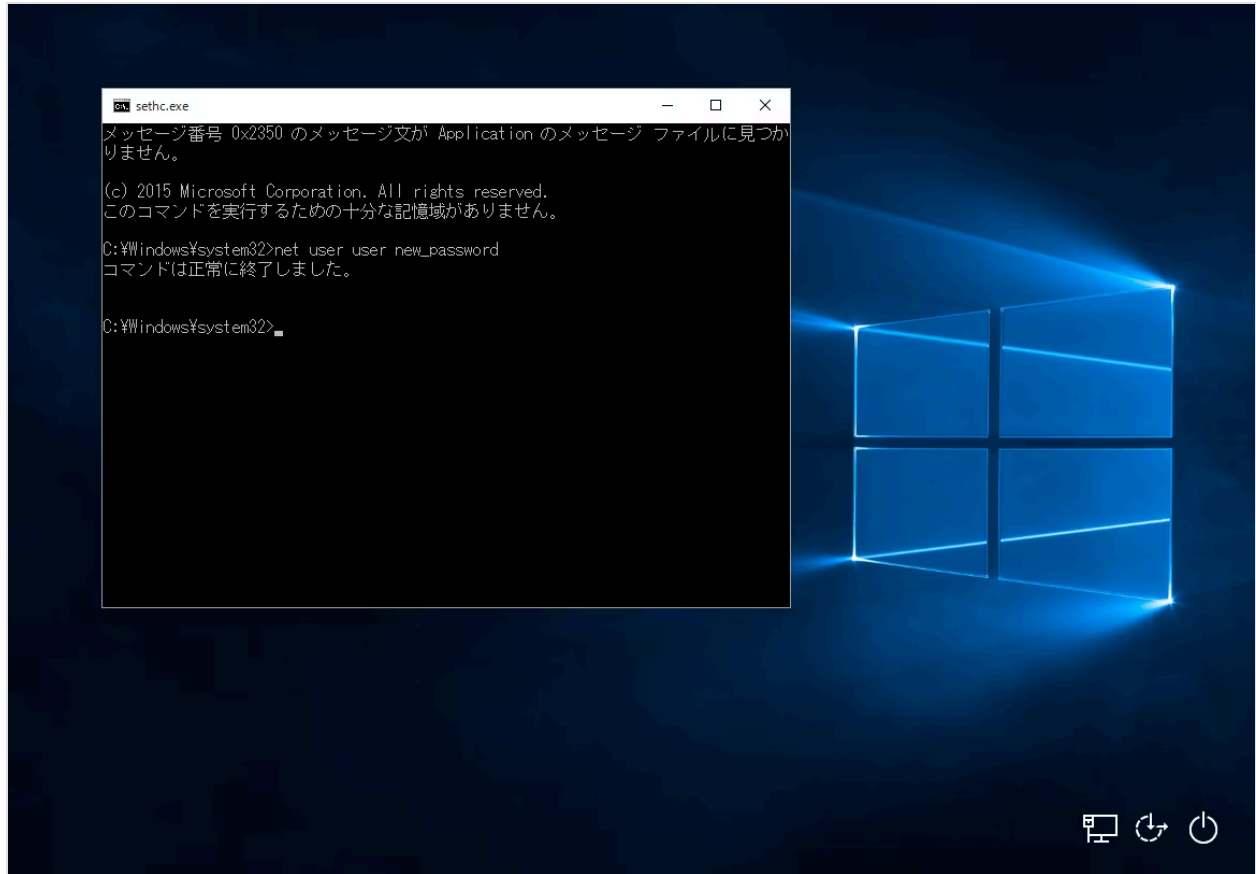 sethc.exe
メッセージ番号 0x2350 のメッセージ文が Application のメッセージ ファイルに見つか
りません。
(c) 2015 Microsoft Corporation. All rights reserved.
このコマンドを実行するための十分な記憶域がありません。
C:¥Windows¥system32>net user user new_password
コマンドは正常に終了しました。
C:¥Windows¥system32>